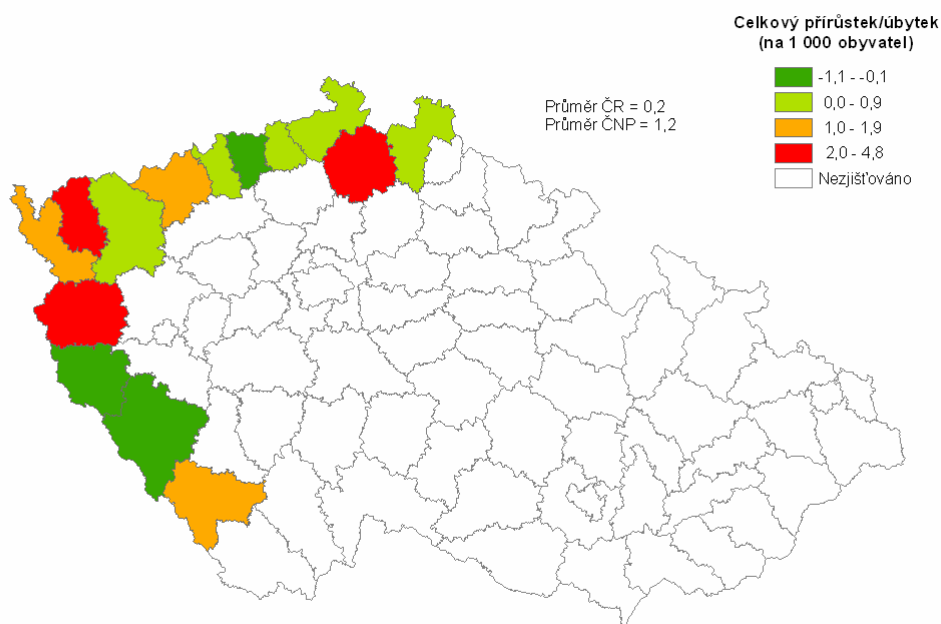 Celkový přírůstek/úbytek
(na 1 000 obyvatel)
-1,1 - -0,1
0,0 - 0,9
1,0 - 1,9
2,0 - 4,8
Nezjišťováno
Průměr ČR = 0,2
Průměr ČNP = 1,2